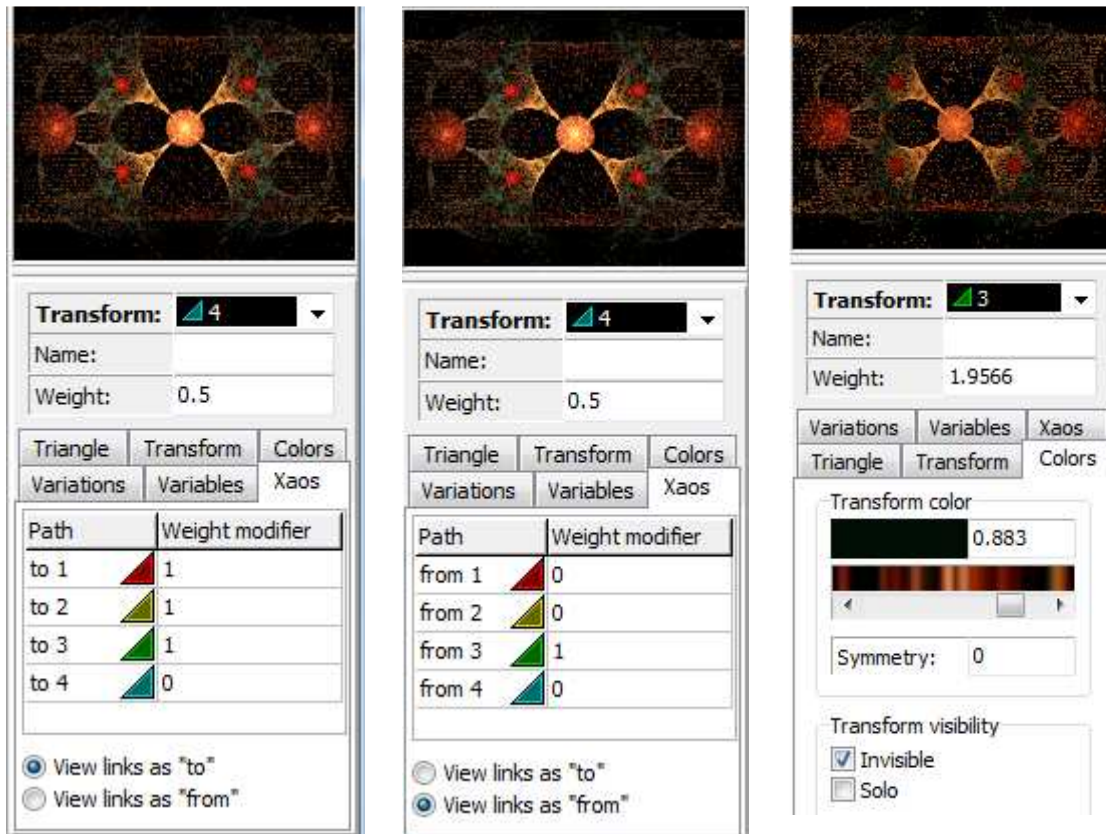 Transform: 4
Name:
Weight: 0.5
Triangle Transform Colors
Variations Variables Xaos
Path Weight modifier
to 1 1
to 2 1
to 3 1
to 4 0
View links as "to"
View links as "from"
Transform: 4
Name:
Weight: 0.5
Triangle Transform Colors
Variations Variables Xaos
Path Weight modifier
from 1 0
from 2 0
from 3 1
from 4 0
View links as "to"
View links as "from"
Transform: 3
Name:
Weight: 1.9566
Variations Variables Xaos
Triangle Transform Colors
Transform color
0.883
Symmetry: 0
Transform visibility
Invisible
Solo